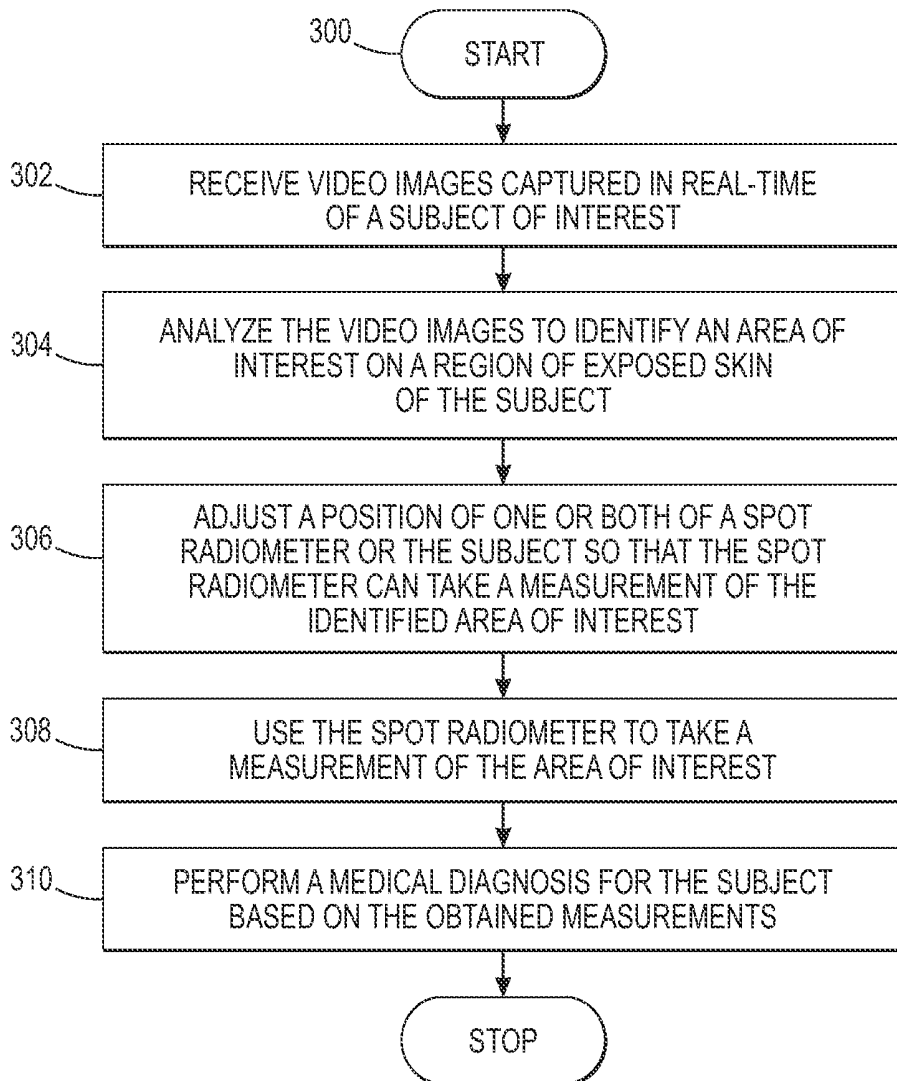 300
START
302
RECEIVE VIDEO IMAGES CAPTURED IN REAL-TIME
OF A SUBJECT OF INTEREST
304
ANALYZE THE VIDEO IMAGES TO IDENTIFY AN AREA OF
INTEREST ON A REGION OF EXPOSED SKIN
OF THE SUBJECT
306
ADJUST A POSITION OF ONE OR BOTH OF A SPOT
RADIOMETER OR THE SUBJECT SO THAT THE SPOT
RADIOMETER CAN TAKE A MEASUREMENT OF THE
IDENTIFIED AREA OF INTEREST
308
USE THE SPOT RADIOMETER TO TAKE A
MEASUREMENT OF THE AREA OF INTEREST
310
PERFORM A MEDICAL DIAGNOSIS FOR THE SUBJECT
BASED ON THE OBTAINED MEASUREMENTS
STOP